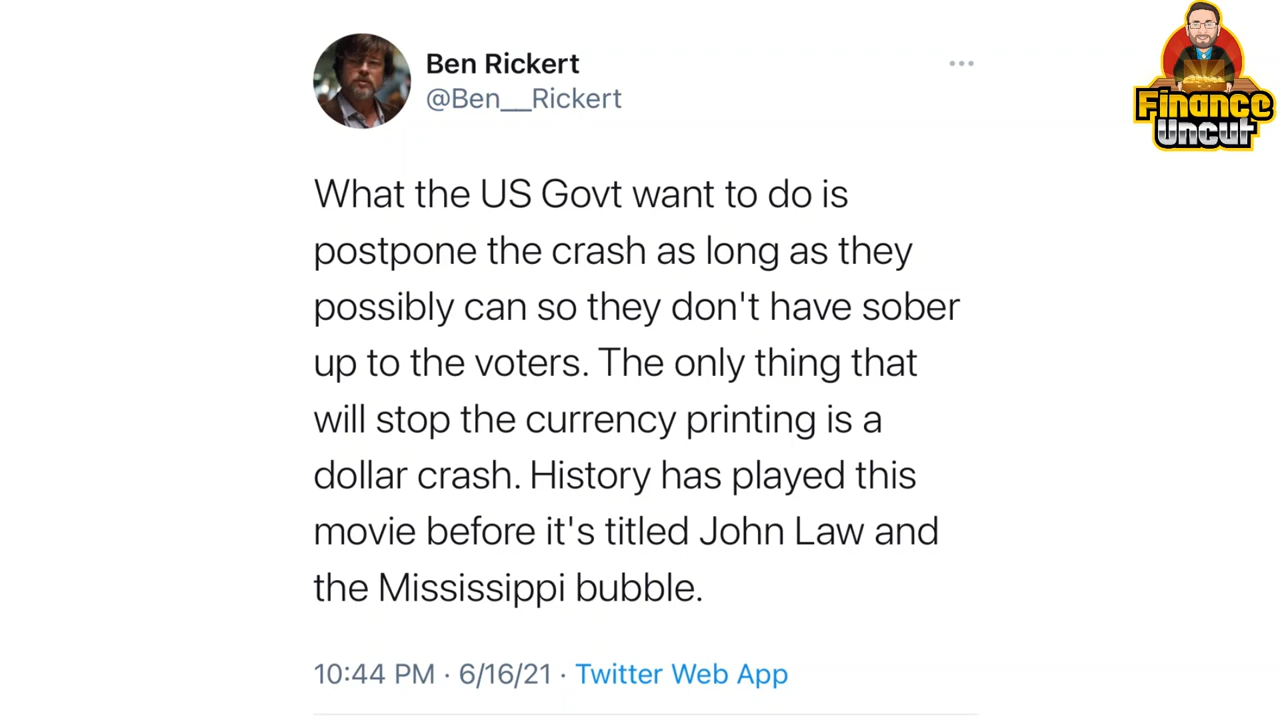 Ben Rickert
@Ben__Rickert
Finance
Uncut
What the US Govt want to do is
postpone the crash as long as they
possibly can so they don't have sober
up to the voters. The only thing that
will stop the currency printing is a
dollar crash. History has played this
movie before it's titled John Law and
the Mississippi bubble.
10:44 PM · 6/16/21 · Twitter Web App